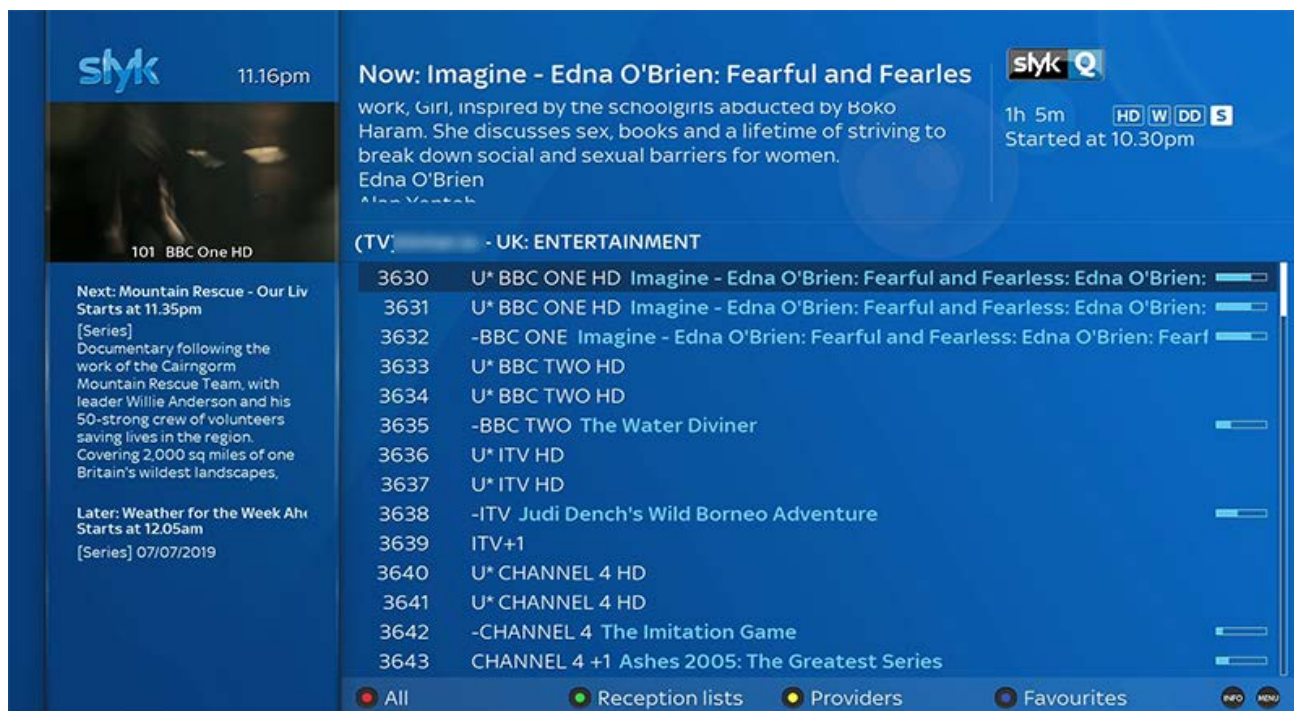 slyk
11.16pm
101 BBC One HD
Next: Mountain Rescue - Our Liv
Starts at 11.35pm
[Series]
Documentary following the
work of the Cairngorm
Mountain Rescue Team, with
leader Willie Anderson and his
50-strong crew of volunteers
saving lives in the region.
Covering 2,000 sq miles of one
Britain's wildest landscapes,
Later: Weather for the Week Ahe
Starts at 12.05am
[Series] 07/07/2019
Now: Imagine - Edna O'Brien: Fearful and Fearles
work, Girl, inspired by the schoolgirls abducted by Boko
Haram. She discusses sex, books and a lifetime of striving to
break down social and sexual barriers for women.
Edna O'Brien
slyk Q
1h 5m HD W DD S
Started at 10.30pm
(TV) - UK: ENTERTAINMENT
3630 U* BBC ONE HD Imagine - Edna O'Brien: Fearful and Fearless: Edna O'Brien:
3631 U* BBC ONE HD Imagine - Edna O'Brien: Fearful and Fearless: Edna O'Brien:
3632 -BBC ONE Imagine - Edna O'Brien: Fearful and Fearless: Edna O'Brien: Fearf
3633 U* BBC TWO HD
3634 U* BBC TWO HD
3635 -BBC TWO The Water Diviner
3636 U* ITV HD
3637 U* ITV HD
3638 -ITV Judi Dench's Wild Borneo Adventure
3639 ITV+1
3640 U* CHANNEL 4 HD
3641 U* CHANNEL 4 HD
3642 -CHANNEL 4 The Imitation Game
3643 CHANNEL 4 +1 Ashes 2005: The Greatest Series
All Reception lists Providers Favourites INFO MENU